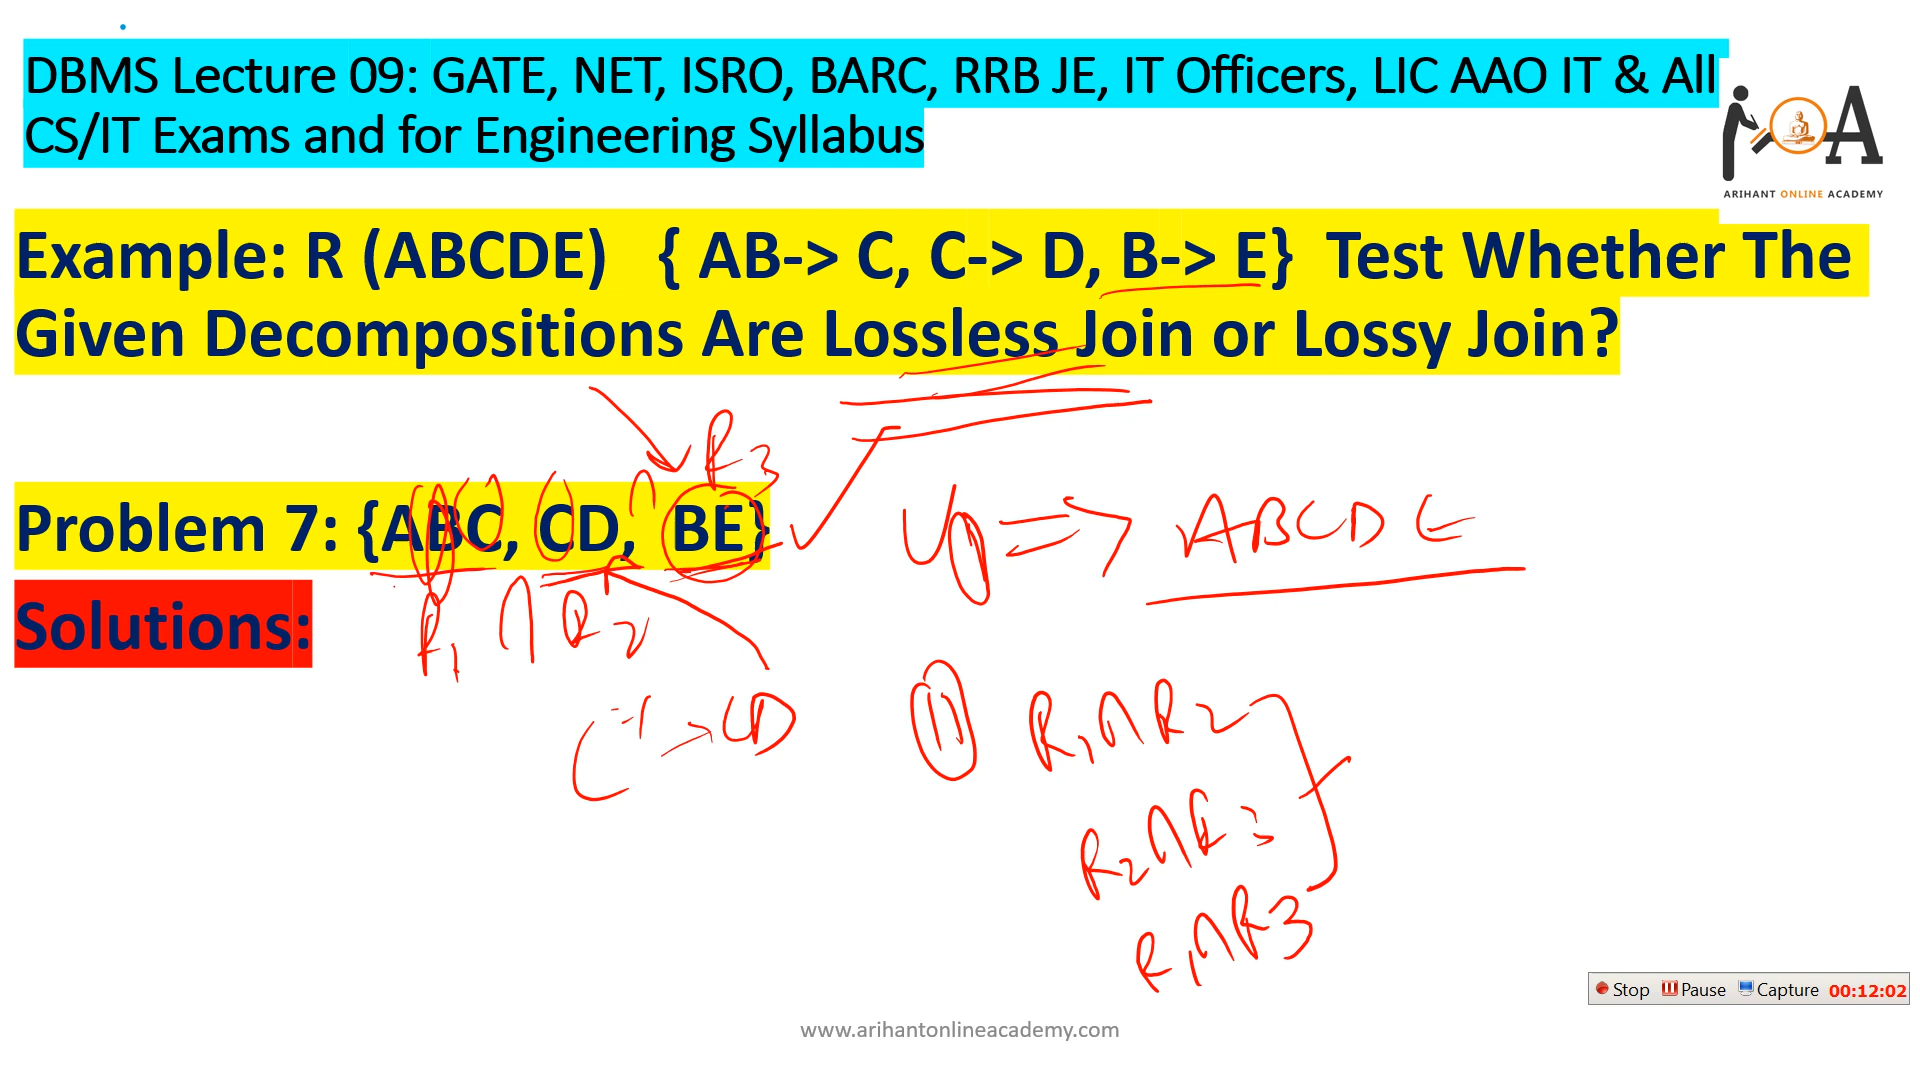 DBMS Lecture 09: GATE, NET, ISRO, BARC, RRB JE, IT Officers, LIC AAO IT & All
CS/IT Exams and for Engineering Syllabus
ARIHANT ONLINE ACADEMY
Example: R (ABCDE) { AB-> C, C-> D, B-> E} Test Whether The
Given Decompositions Are Lossless Join or Lossy Join?
R3
Problem 7: {ABC, CD, BE}
ABCDE
Solutions:
R1 ∩ R2
C+ -> CD
R1 ∩ R2
R2 ∩ R3
R1 ∩ R3
Stop Pause Capture 00:12:02
www.arihantonlineacademy.com